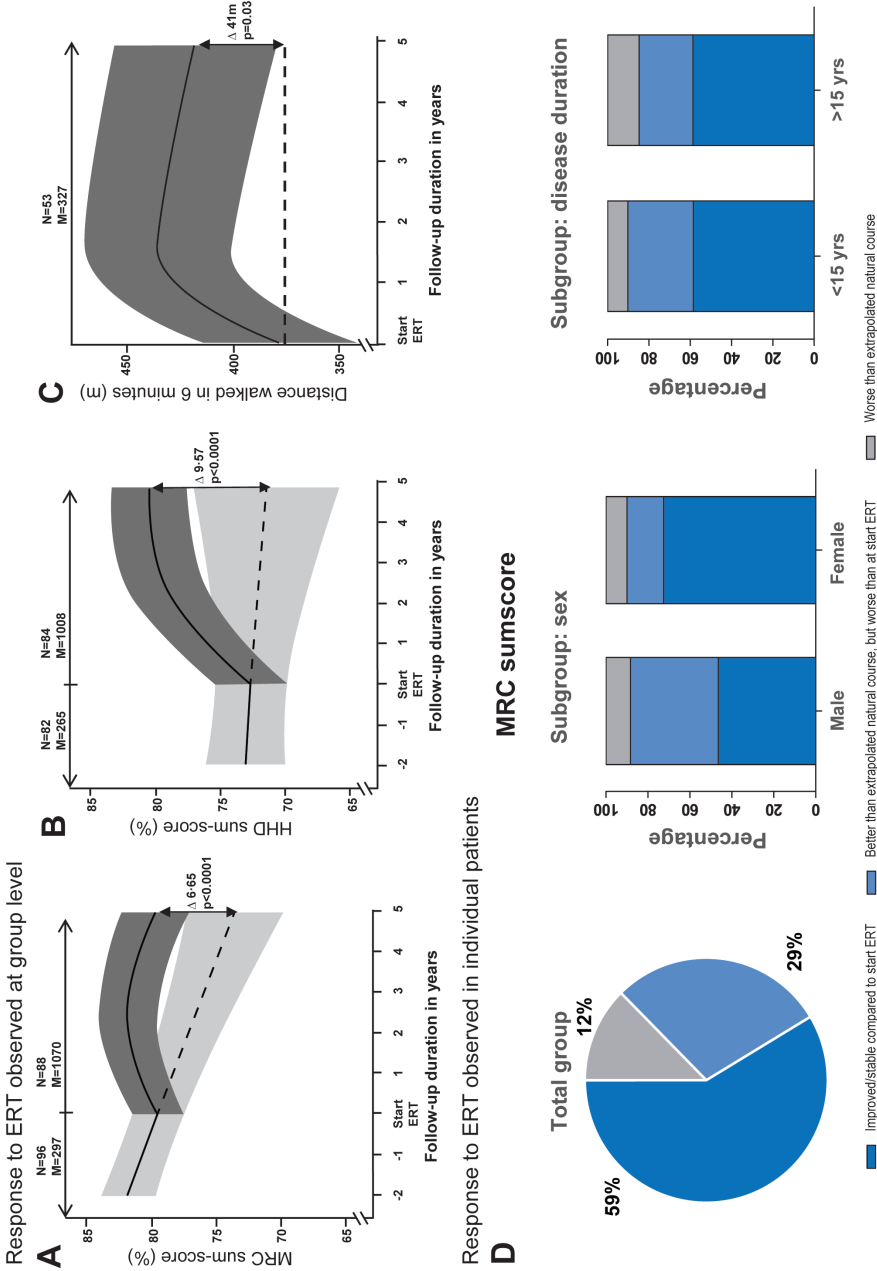 Response to ERT observed at group level
A
N=96
M=297
N=88
M=1070
MRC sum-score (%)
85
80
75
70
65
Δ 6·65
p<0.0001
-2
-1
Start
ERT
1
2
3
4
5
Follow-up duration in years
B
N=82
M=265
N=84
M=1008
HHD sum-score (%)
85
80
75
70
65
Δ 9·57
p<0.0001
-2
-1
Start
ERT
1
2
3
4
5
Follow-up duration in years
C
N=53
M=327
Distance walked in 6 minutes (m)
450
400
350
Δ 41m
p=0.03
Start
ERT
1
2
3
4
5
Follow-up duration in years
Response to ERT observed in individual patients
D
MRC sumscore
Total group
59%
12%
29%
Subgroup: sex
Percentage
100
80
60
40
20
0
Male
Female
Subgroup: disease duration
Percentage
100
80
60
40
20
0
<15 yrs
>15 yrs
Improved/stable compared to start ERT
Better than extrapolated natural course, but worse than at start ERT
Worse than extrapolated natural course